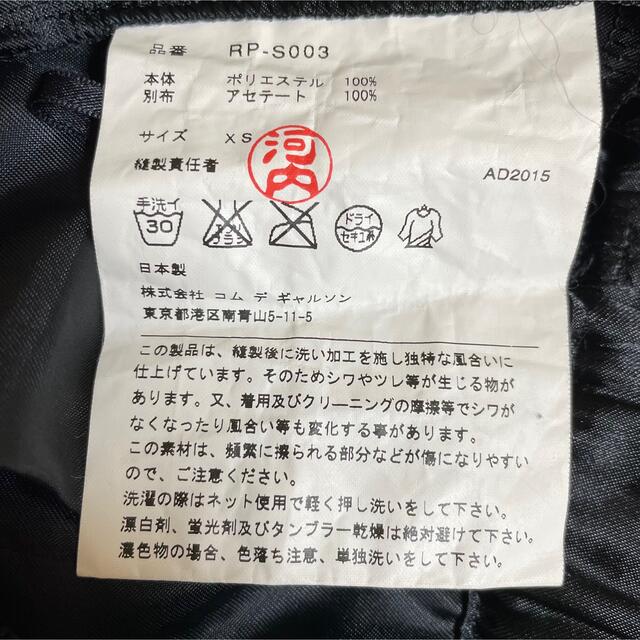 品番 RP-S003
本体 ポリエステル 100%
別布 アセテート 100%
サイズ XS
縫製責任者 河内
AD2015
手洗イ 30 エンソサラシ ドライ セキユ系
日本製
株式会社 コム デ ギャルソン
東京都港区南青山5-11-5
この製品は、縫製後に洗い加工を施し独特な風合いに
仕上げています。そのためシワやツレ等が生じる物が
あります。又、着用及びクリーニングの摩擦等でシワが
なくなったり風合い等も変化する事があります。
この素材は、頻繁に擦られる部分などが傷になりやすい
ので、ご注意ください。
洗濯の際はネット使用で軽く押し洗いをして下さい。
漂白剤、蛍光剤及びタンブラー乾燥は絶対避けて下さい。
濃色物の場合、色落ち注意、単独洗いをして下さい。